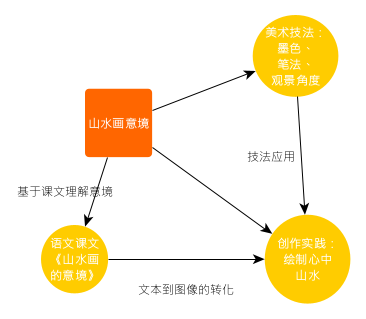 美术技法：
墨色、
笔法、
观景角度
山水画意境
技法应用
基于课文理解意境
语文课文
《山水画
的意境》
创作实践：
绘制心中
山水
文本到图像的转化